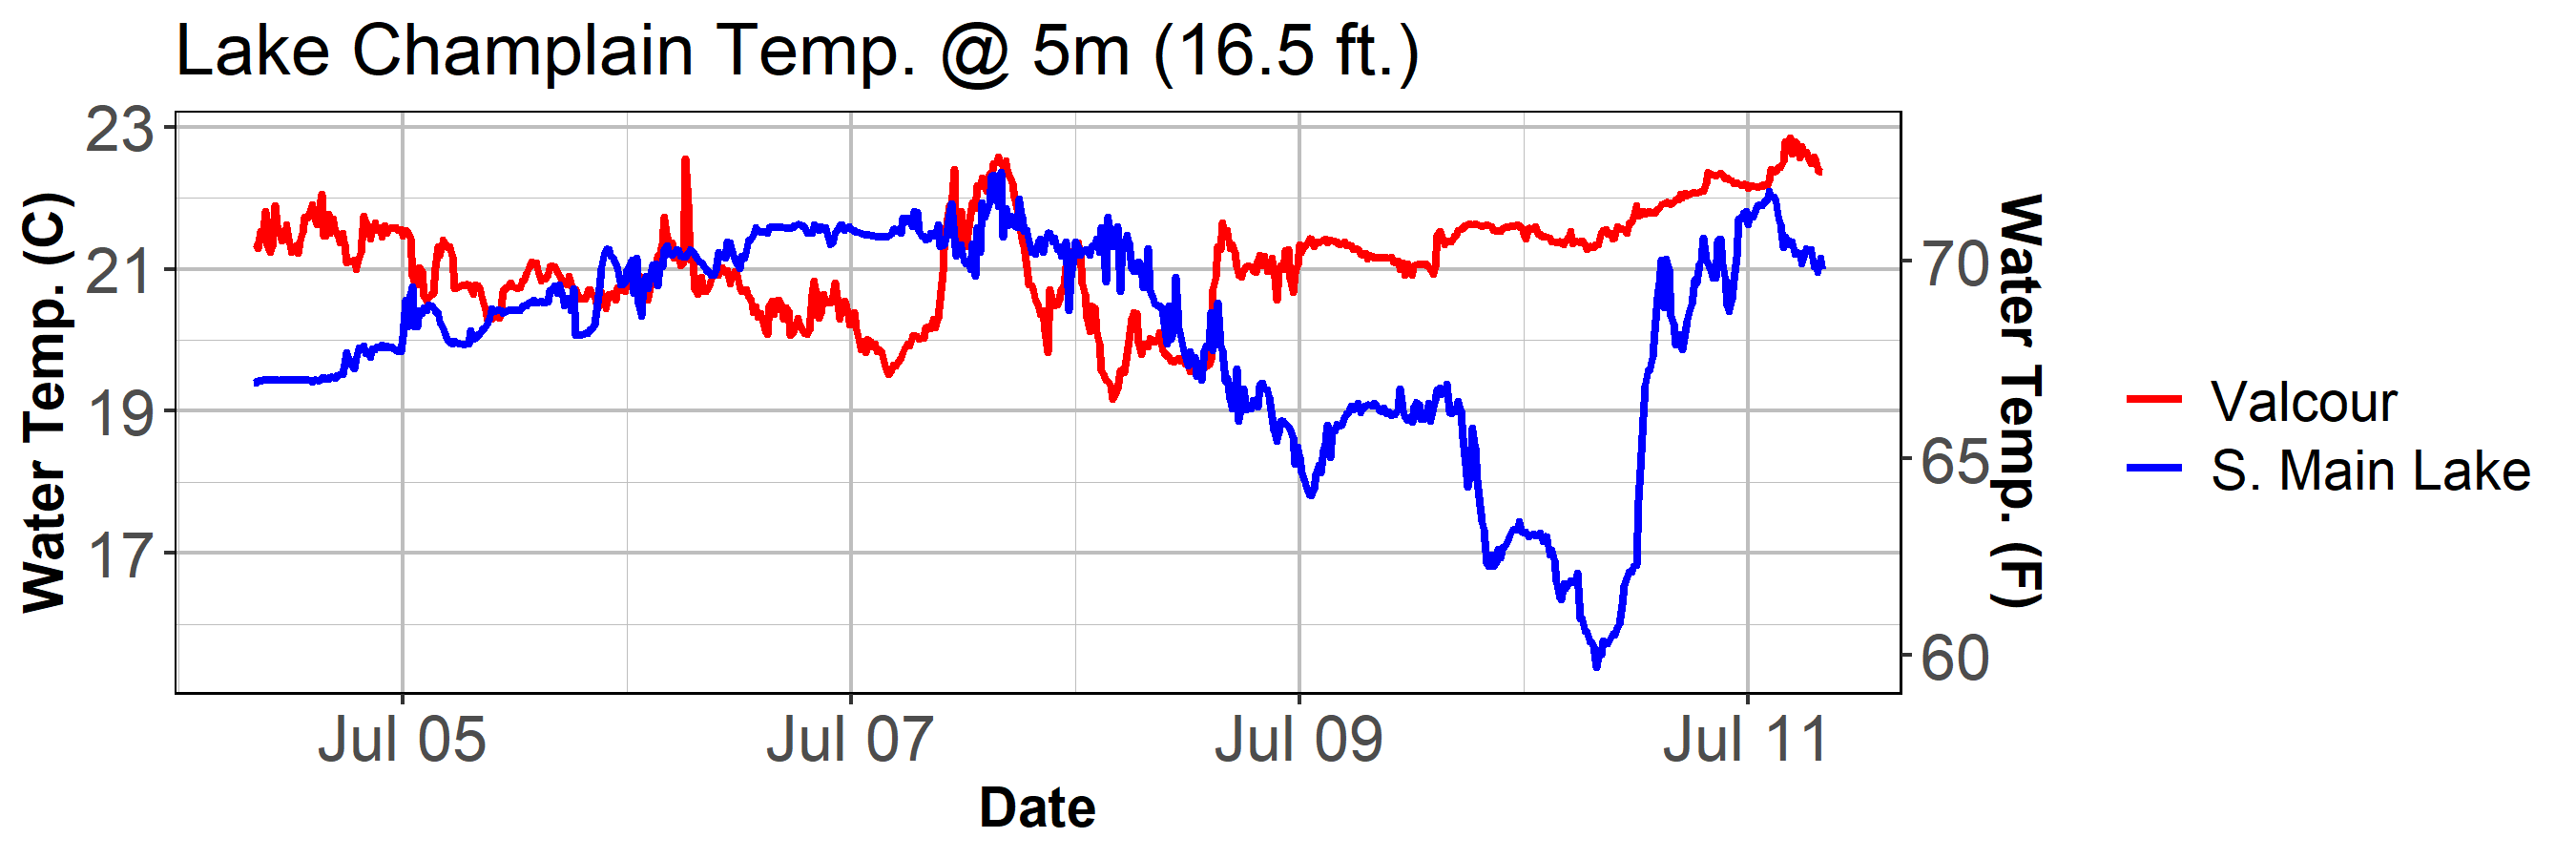 Lake Champlain Temp. @ 5m (16.5 ft.)
Water Temp. (C)
23
21
19
17
Water Temp. (F)
70
65
60
Jul 05
Jul 07
Jul 09
Jul 11
Date
Valcour
S. Main Lake